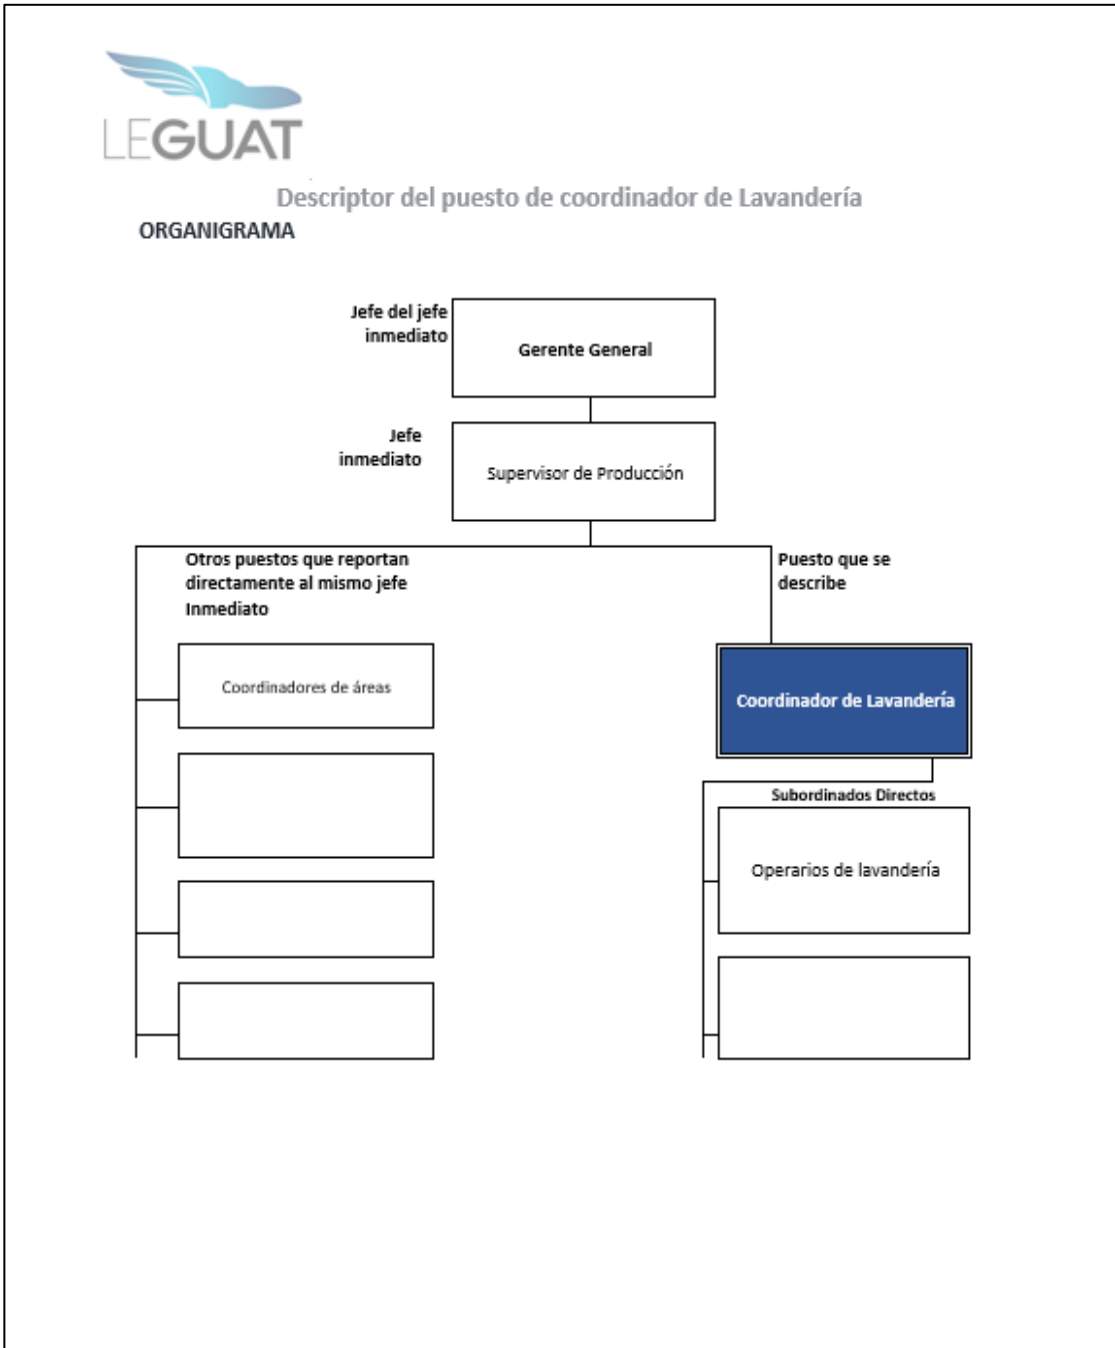 LEGUAT
Descriptor del puesto de coordinador de Lavandería
ORGANIGRAMA
Jefe del jefe
inmediato
Gerente General
Jefe
inmediato
Supervisor de Producción
Otros puestos que reportan
directamente al mismo jefe
Inmediato
Puesto que se
describe
Coordinadores de áreas
Coordinador de Lavandería
Subordinados Directos
Operarios de lavandería